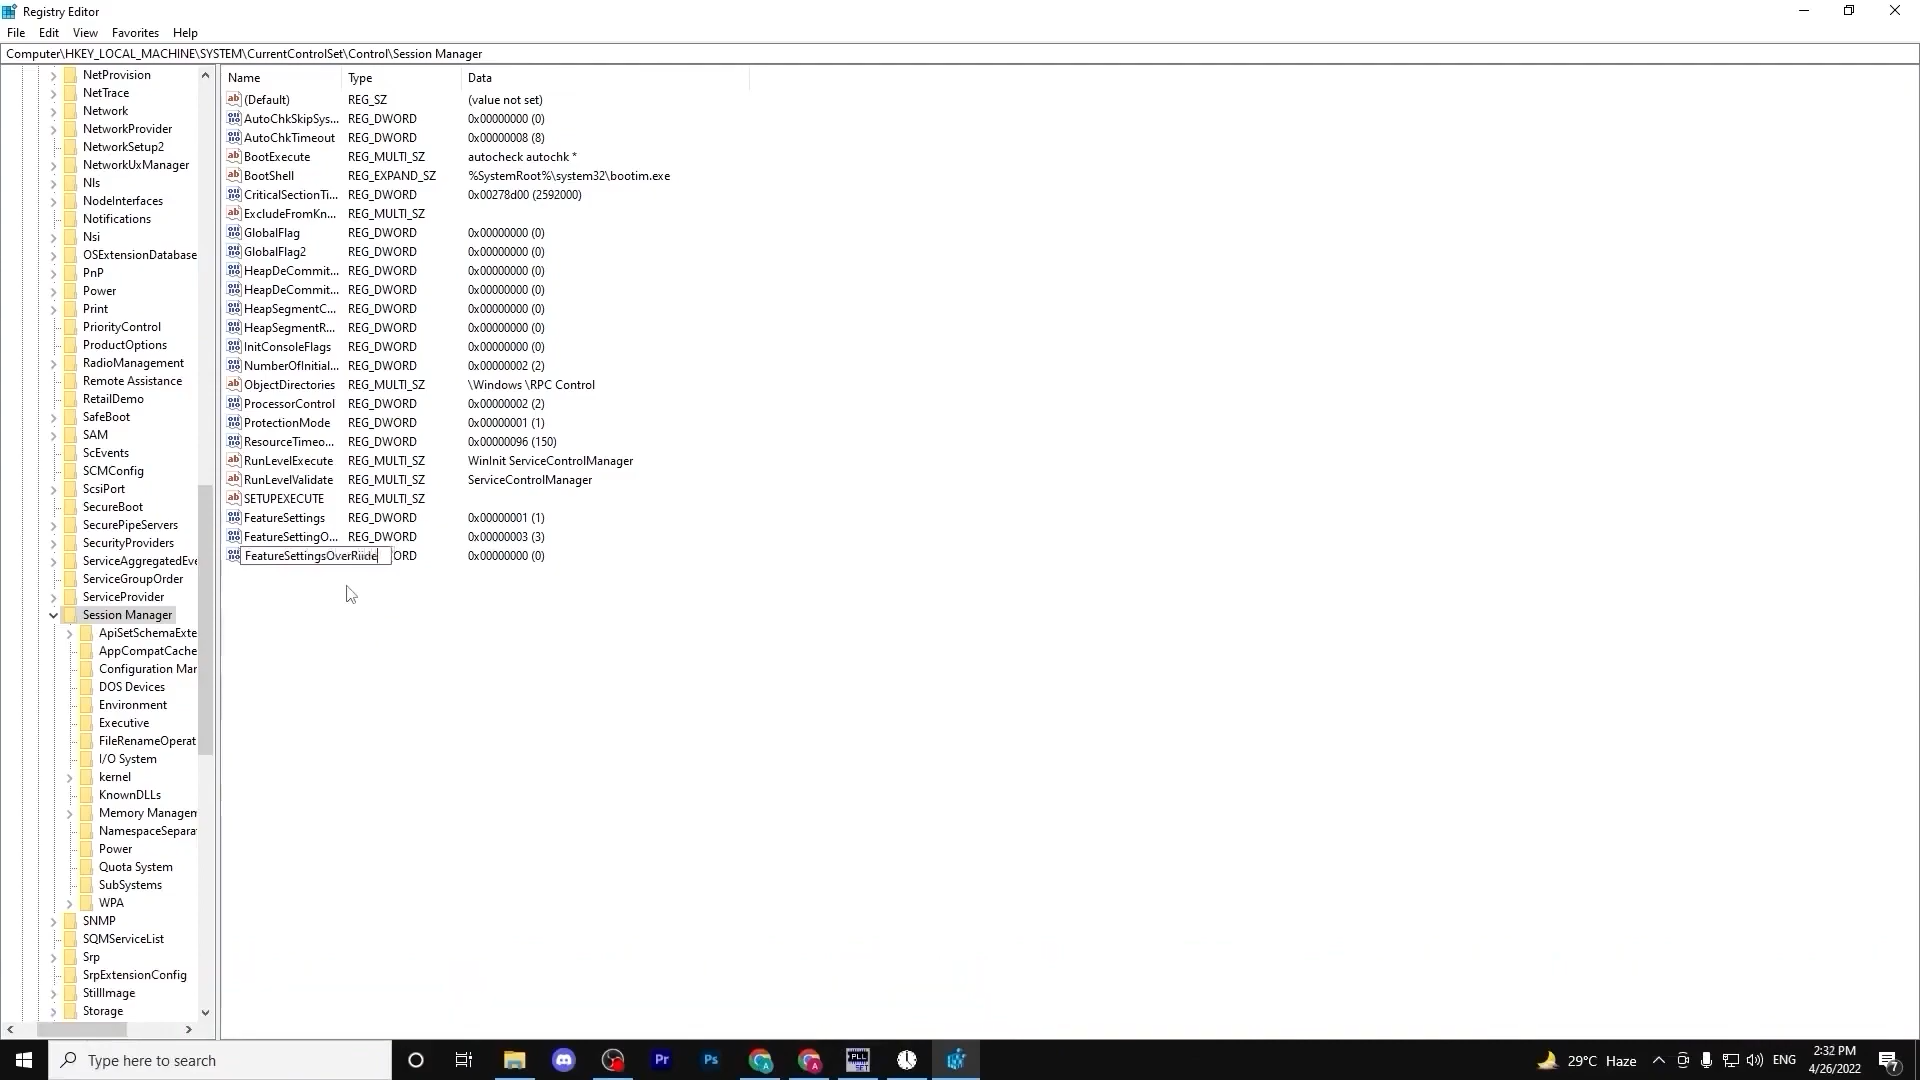 Registry Editor
File Edit View Favorites Help
Computer\HKEY_LOCAL_MACHINE\SYSTEM\CurrentControlSet\Control\Session Manager
NetProvision
NetTrace
Network
NetworkProvider
NetworkSetup2
NetworkUxManager
Nls
NodeInterfaces
Notifications
Nsi
OSExtensionDatabase
PnP
Power
Print
PriorityControl
ProductOptions
RadioManagement
Remote Assistance
RetailDemo
SafeBoot
SAM
ScEvents
SCMConfig
ScsiPort
SecureBoot
SecurePipeServers
SecurityProviders
ServiceAggregatedEve
ServiceGroupOrder
ServiceProvider
Session Manager
ApiSetSchemaExte
AppCompatCache
Configuration Mar
DOS Devices
Environment
Executive
FileRenameOperat
I/O System
kernel
KnownDLLs
Memory Managem
NamespaceSepara
Power
Quota System
SubSystems
WPA
SNMP
SQMServiceList
Srp
SrpExtensionConfig
StillImage
Storage
Name Type Data
(Default) REG_SZ (value not set)
AutoChkSkipSys... REG_DWORD 0x00000000 (0)
AutoChkTimeout REG_DWORD 0x00000008 (8)
BootExecute REG_MULTI_SZ autocheck autochk *
BootShell REG_EXPAND_SZ %SystemRoot%\system32\bootim.exe
CriticalSectionTi... REG_DWORD 0x00278d00 (2592000)
ExcludeFromKn... REG_MULTI_SZ
GlobalFlag REG_DWORD 0x00000000 (0)
GlobalFlag2 REG_DWORD 0x00000000 (0)
HeapDeCommit... REG_DWORD 0x00000000 (0)
HeapDeCommit... REG_DWORD 0x00000000 (0)
HeapSegmentC... REG_DWORD 0x00000000 (0)
HeapSegmentR... REG_DWORD 0x00000000 (0)
InitConsoleFlags REG_DWORD 0x00000000 (0)
NumberOfInitial... REG_DWORD 0x00000002 (2)
ObjectDirectories REG_MULTI_SZ \Windows \RPC Control
ProcessorControl REG_DWORD 0x00000002 (2)
ProtectionMode REG_DWORD 0x00000001 (1)
ResourceTimeo... REG_DWORD 0x00000096 (150)
RunLevelExecute REG_MULTI_SZ WinInit ServiceControlManager
RunLevelValidate REG_MULTI_SZ ServiceControlManager
SETUPEXECUTE REG_MULTI_SZ
FeatureSettings REG_DWORD 0x00000001 (1)
FeatureSettingO... REG_DWORD 0x00000003 (3)
FeatureSettingsOverRiide ORD 0x00000000 (0)
Type here to search
Pr
Ps
A
A
PLL
SET
29°C Haze
ENG
2:32 PM
4/26/2022
7